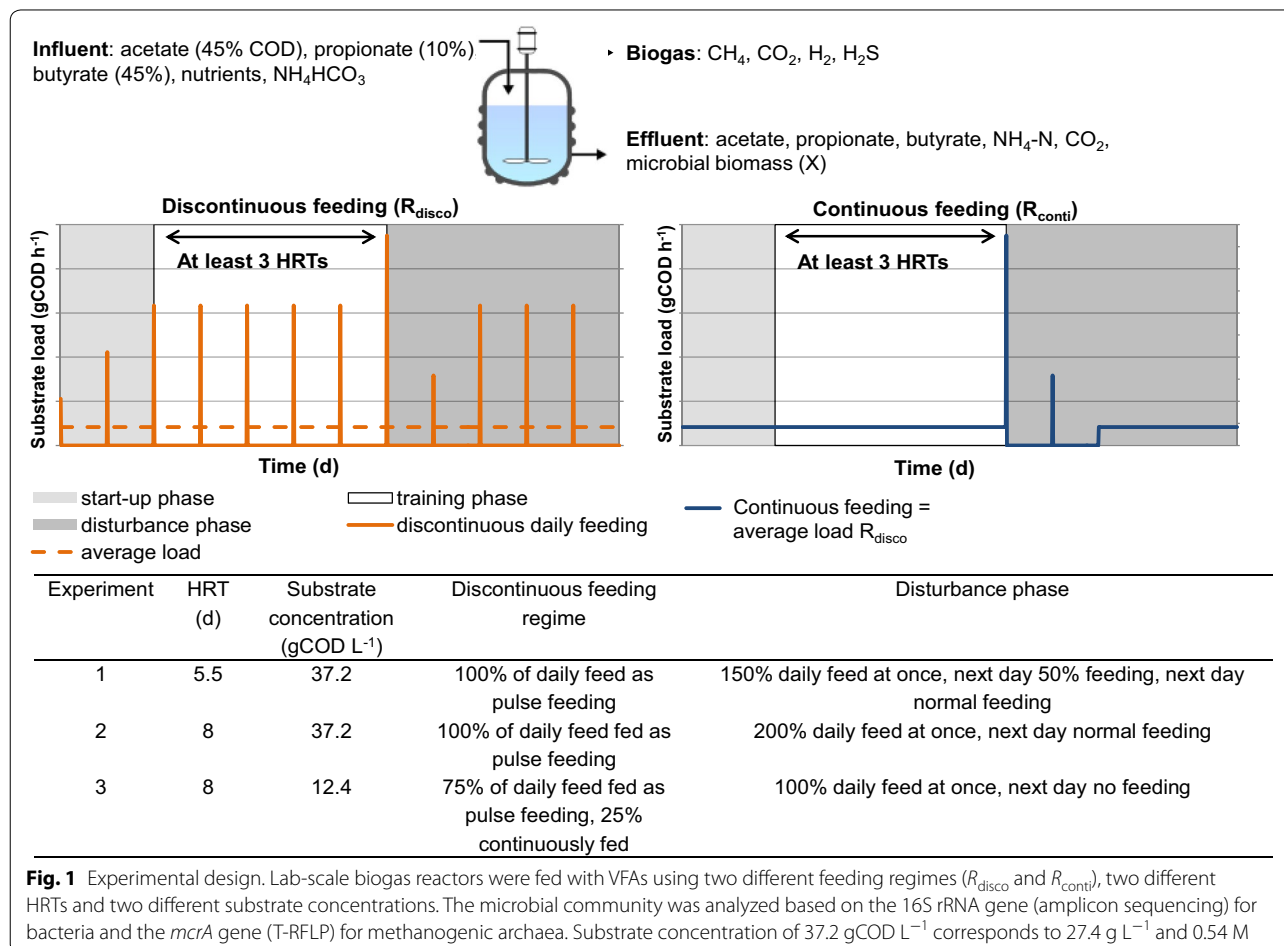 Influent: acetate (45% COD), propionate (10%)
butyrate (45%), nutrients, NH₄HCO₃
Biogas: CH₄, CO₂, H₂, H₂S
Effluent: acetate, propionate, butyrate, NH₄-N, CO₂,
microbial biomass (X)
Discontinuous feeding (R_disco)
At least 3 HRTs
Substrate load (gCOD h⁻¹)
Time (d)
Continuous feeding (R_conti)
At least 3 HRTs
Substrate load (gCOD h⁻¹)
Time (d)
start-up phase
training phase
disturbance phase
discontinuous daily feeding
average load
Continuous feeding =
average load R_disco
Experiment HRT Substrate Discontinuous feeding Disturbance phase
(d) concentration regime
(gCOD L⁻¹)
1 5.5 37.2 100% of daily feed as 150% daily feed at once, next day 50% feeding, next day
pulse feeding normal feeding
2 8 37.2 100% of daily feed fed as 200% daily feed at once, next day normal feeding
pulse feeding
3 8 12.4 75% of daily feed fed as 100% daily feed at once, next day no feeding
pulse feeding, 25%
continuously fed
Fig. 1 Experimental design. Lab-scale biogas reactors were fed with VFAs using two different feeding regimes (R_disco and R_conti), two different
HRTs and two different substrate concentrations. The microbial community was analyzed based on the 16S rRNA gene (amplicon sequencing) for
bacteria and the mcrA gene (T-RFLP) for methanogenic archaea. Substrate concentration of 37.2 gCOD L⁻¹ corresponds to 27.4 g L⁻¹ and 0.54 M